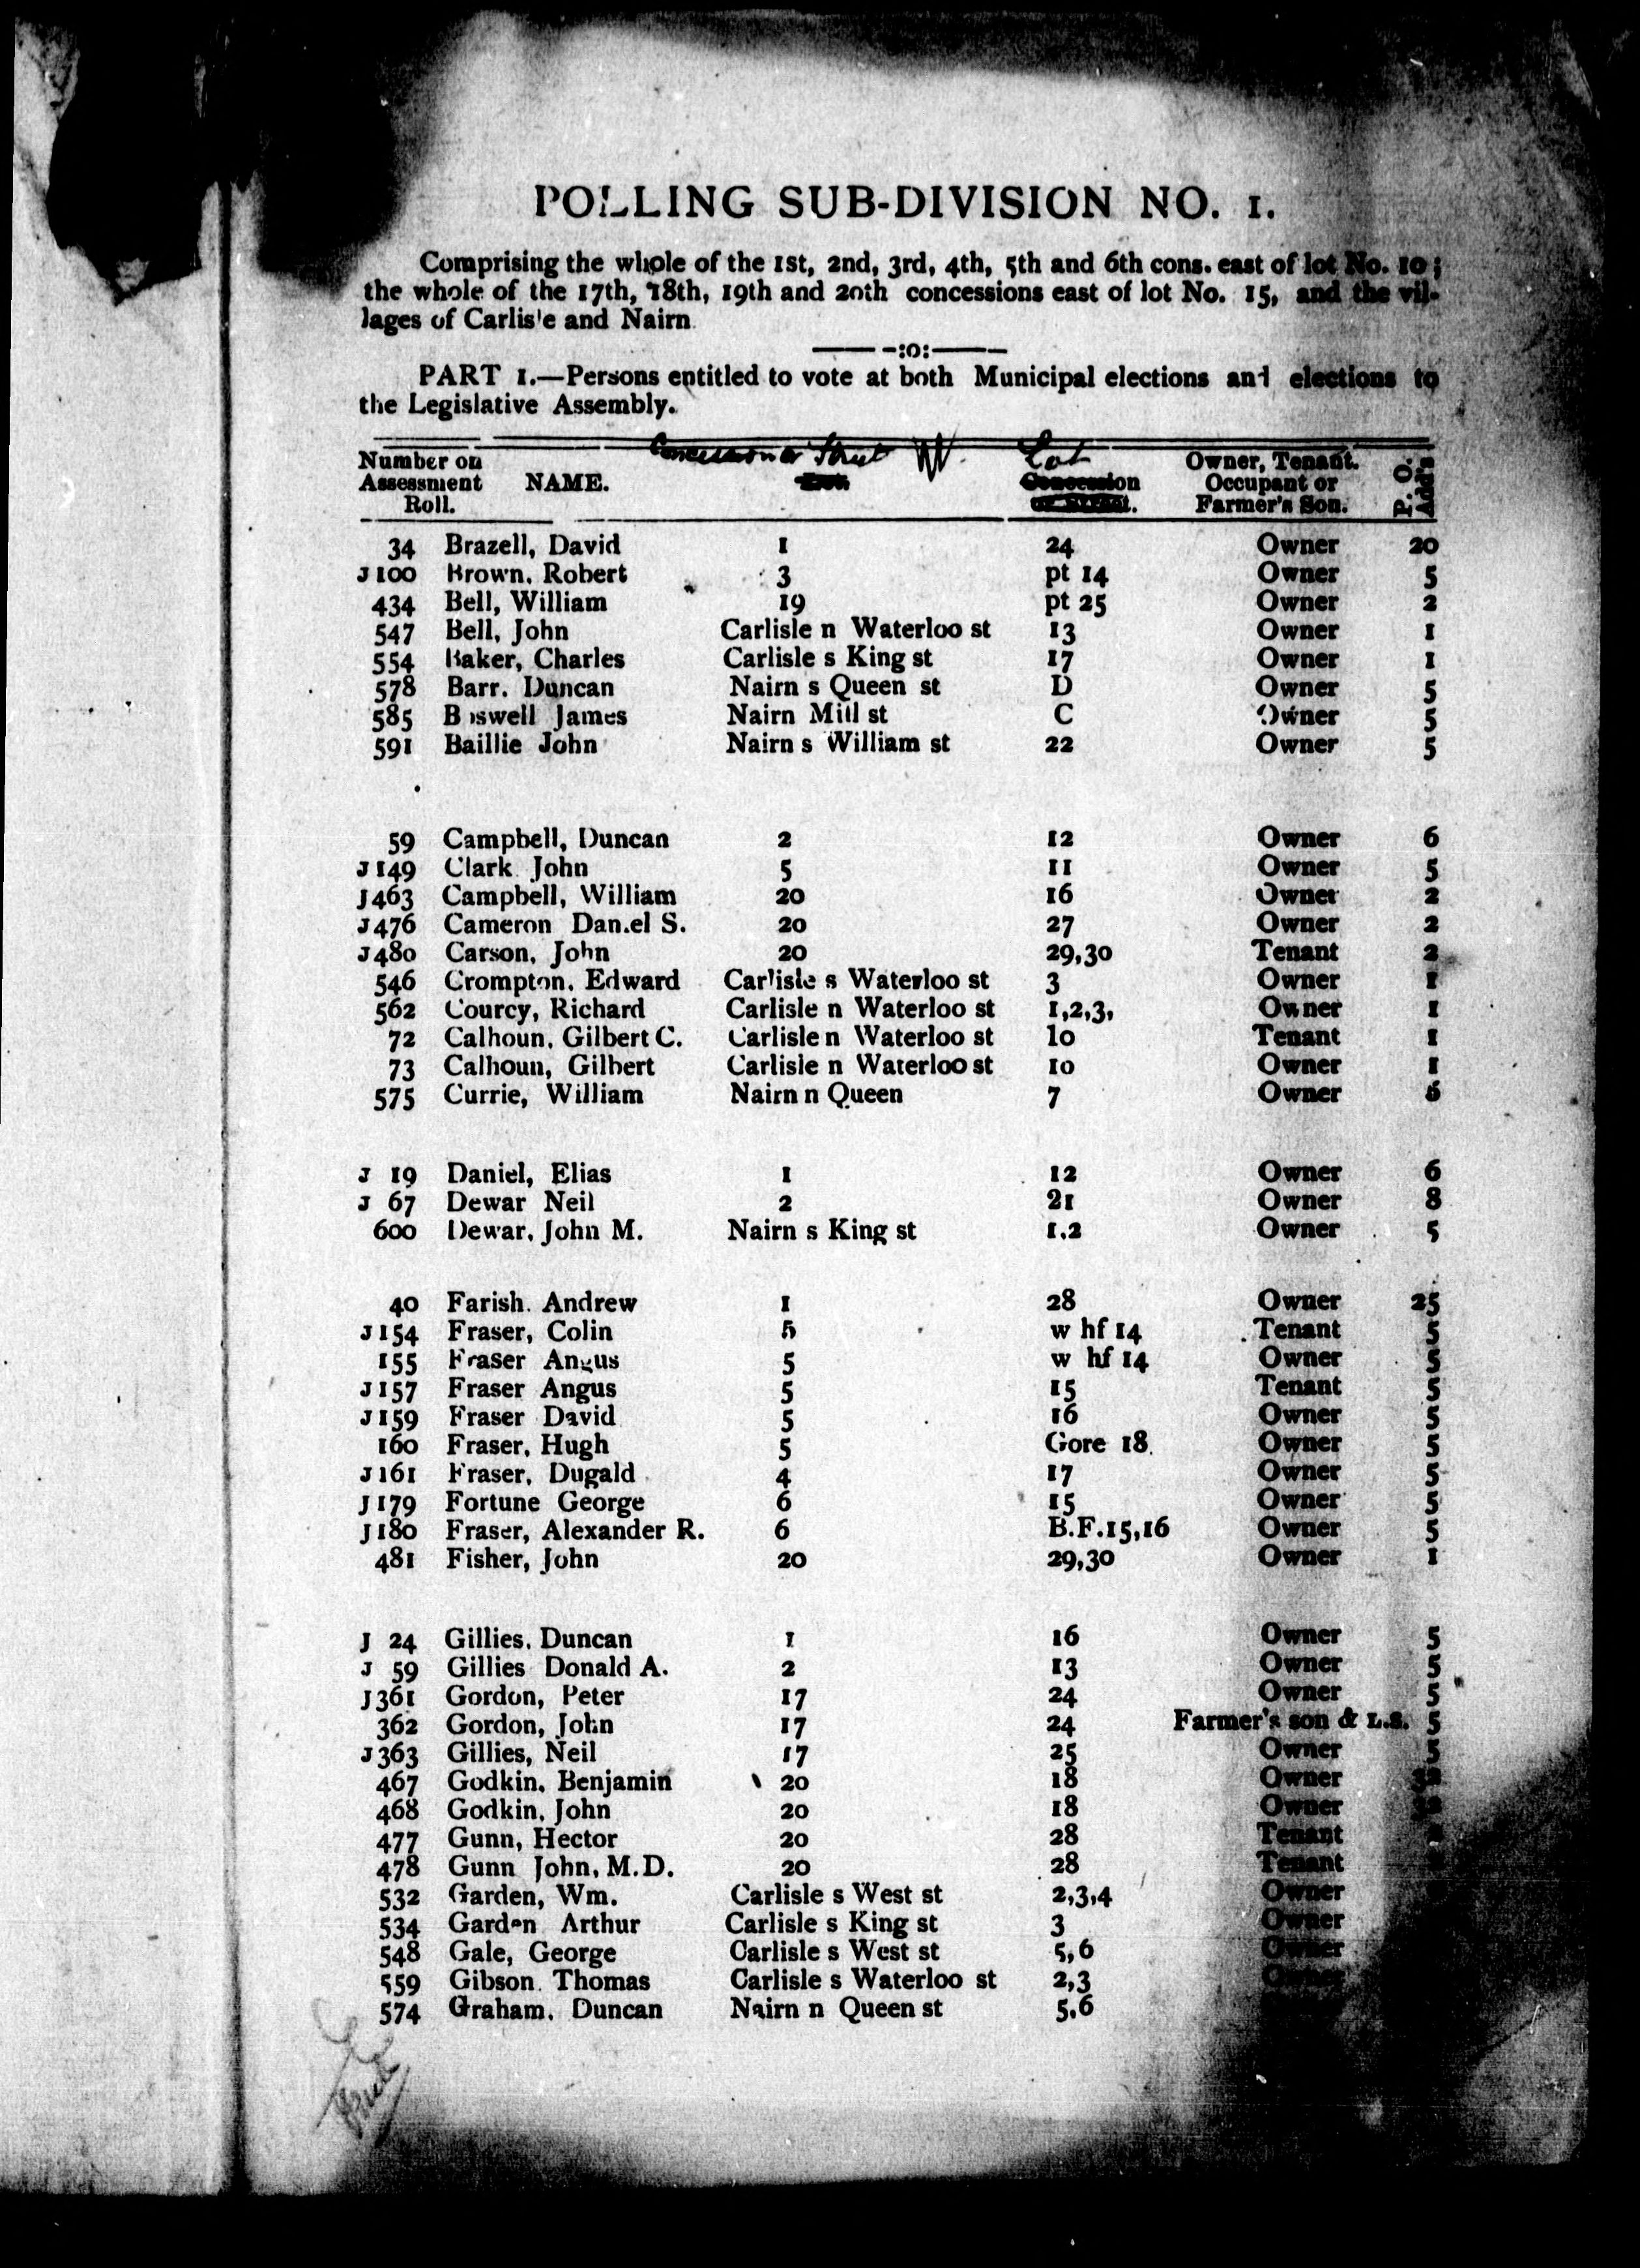 POLLING SUB-DIVISION NO. 1.
Comprising the whole of the 1st, 2nd, 3rd, 4th, 5th and 6th cons. east of lot No. 10;
the whole of the 17th, 18th, 19th and 20th concessions east of lot No. 15, and the vil-
lages of Carlisle and Nairn
——-:o:——
PART 1.—Persons entitled to vote at both Municipal elections and elections to
the Legislative Assembly.
Concession or Street Lot
Number on Owner, Tenant. P. O.
Assessment NAME. Lot. Concession Occupant or Add's
Roll. or Street. Farmer's Son.
34 Brazell, David 1 24 Owner 20
J 100 Brown, Robert 3 pt 14 Owner 5
434 Bell, William 19 pt 25 Owner 2
547 Bell, John Carlisle n Waterloo st 13 Owner 1
554 Baker, Charles Carlisle s King st 17 Owner 1
578 Barr. Duncan Nairn s Queen st D Owner 5
585 Boswell James Nairn Mill st C Owner 5
591 Baillie John Nairn s William st 22 Owner 5
59 Campbell, Duncan 2 12 Owner 6
J 149 Clark John 5 11 Owner 5
J 463 Campbell, William 20 16 Owner 2
J 476 Cameron Daniel S. 20 27 Owner 2
J 480 Carson, John 20 29,30 Tenant 2
546 Crompton, Edward Carlisle s Waterloo st 3 Owner 1
562 Courcy, Richard Carlisle n Waterloo st 1,2,3, Owner 1
72 Calhoun, Gilbert C. Carlisle n Waterloo st 10 Tenant 1
73 Calhoun, Gilbert Carlisle n Waterloo st 10 Owner 1
575 Currie, William Nairn n Queen 7 Owner
J 19 Daniel, Elias 1 12 Owner 6
J 67 Dewar Neil 2 21 Owner 8
600 Dewar, John M. Nairn s King st 1,2 Owner 5
40 Farish. Andrew 1 28 Owner 25
J 154 Fraser, Colin 5 w hf 14 Tenant 5
155 Fraser Angus 5 w hf 14 Owner 5
J 157 Fraser Angus 5 15 Tenant 5
J 159 Fraser David 5 16 Owner 5
160 Fraser, Hugh 5 Gore 18. Owner 5
J 161 Fraser, Dugald 4 17 Owner 5
J 179 Fortune George 6 15 Owner 5
J 180 Fraser, Alexander R. 6 B.F.15,16 Owner 5
481 Fisher, John 20 29,30 Owner 1
J 24 Gillies, Duncan 1 16 Owner 5
J 59 Gillies Donald A. 2 13 Owner 5
J 361 Gordon, Peter 17 24 Owner 5
362 Gordon, John 17 24 Farmer's son & L.S. 5
J 363 Gillies, Neil 17 25 Owner 5
467 Godkin, Benjamin 20 18 Owner
468 Godkin, John 20 18 Owner
477 Gunn, Hector 20 28 Tenant
478 Gunn John, M.D. 20 28 Tenant
532 Garden, Wm. Carlisle s West st 2,3,4 Owner
534 Garden Arthur Carlisle s King st 3 Owner
548 Gale, George Carlisle s West st 5,6 Owner
559 Gibson. Thomas Carlisle s Waterloo st 2,3 Owner
574 Graham, Duncan Nairn n Queen st 5,6